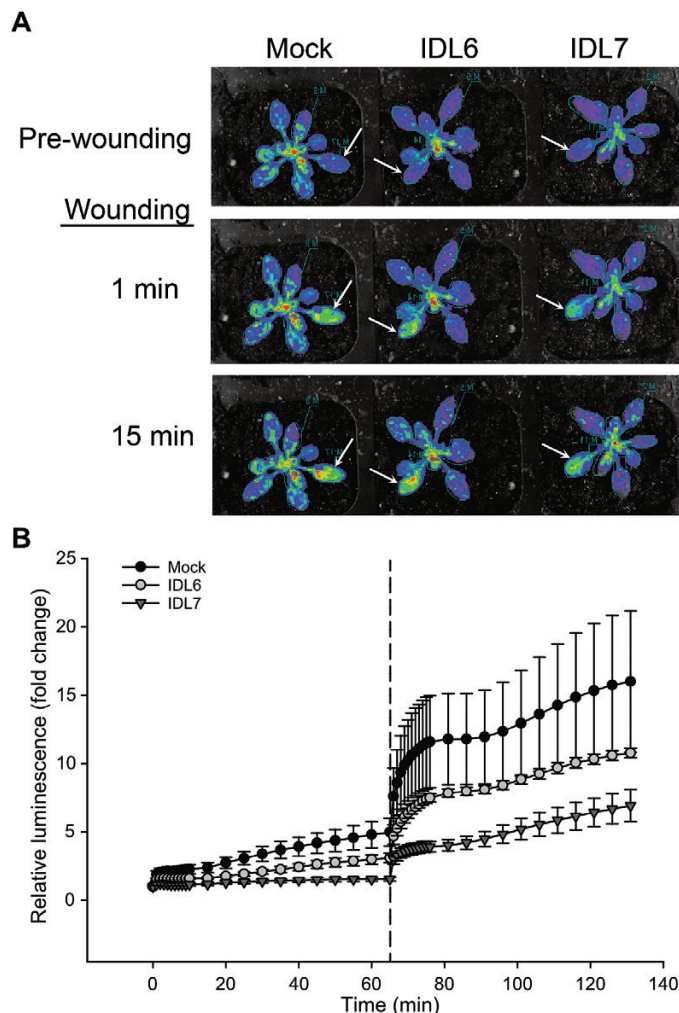 A
Mock IDL6 IDL7
Pre-wounding
Wounding
1 min
15 min
B
Relative luminescence (fold change)
25
20
15
10
5
0
Mock
IDL6
IDL7
0 20 40 60 80 100 120 140
Time (min)